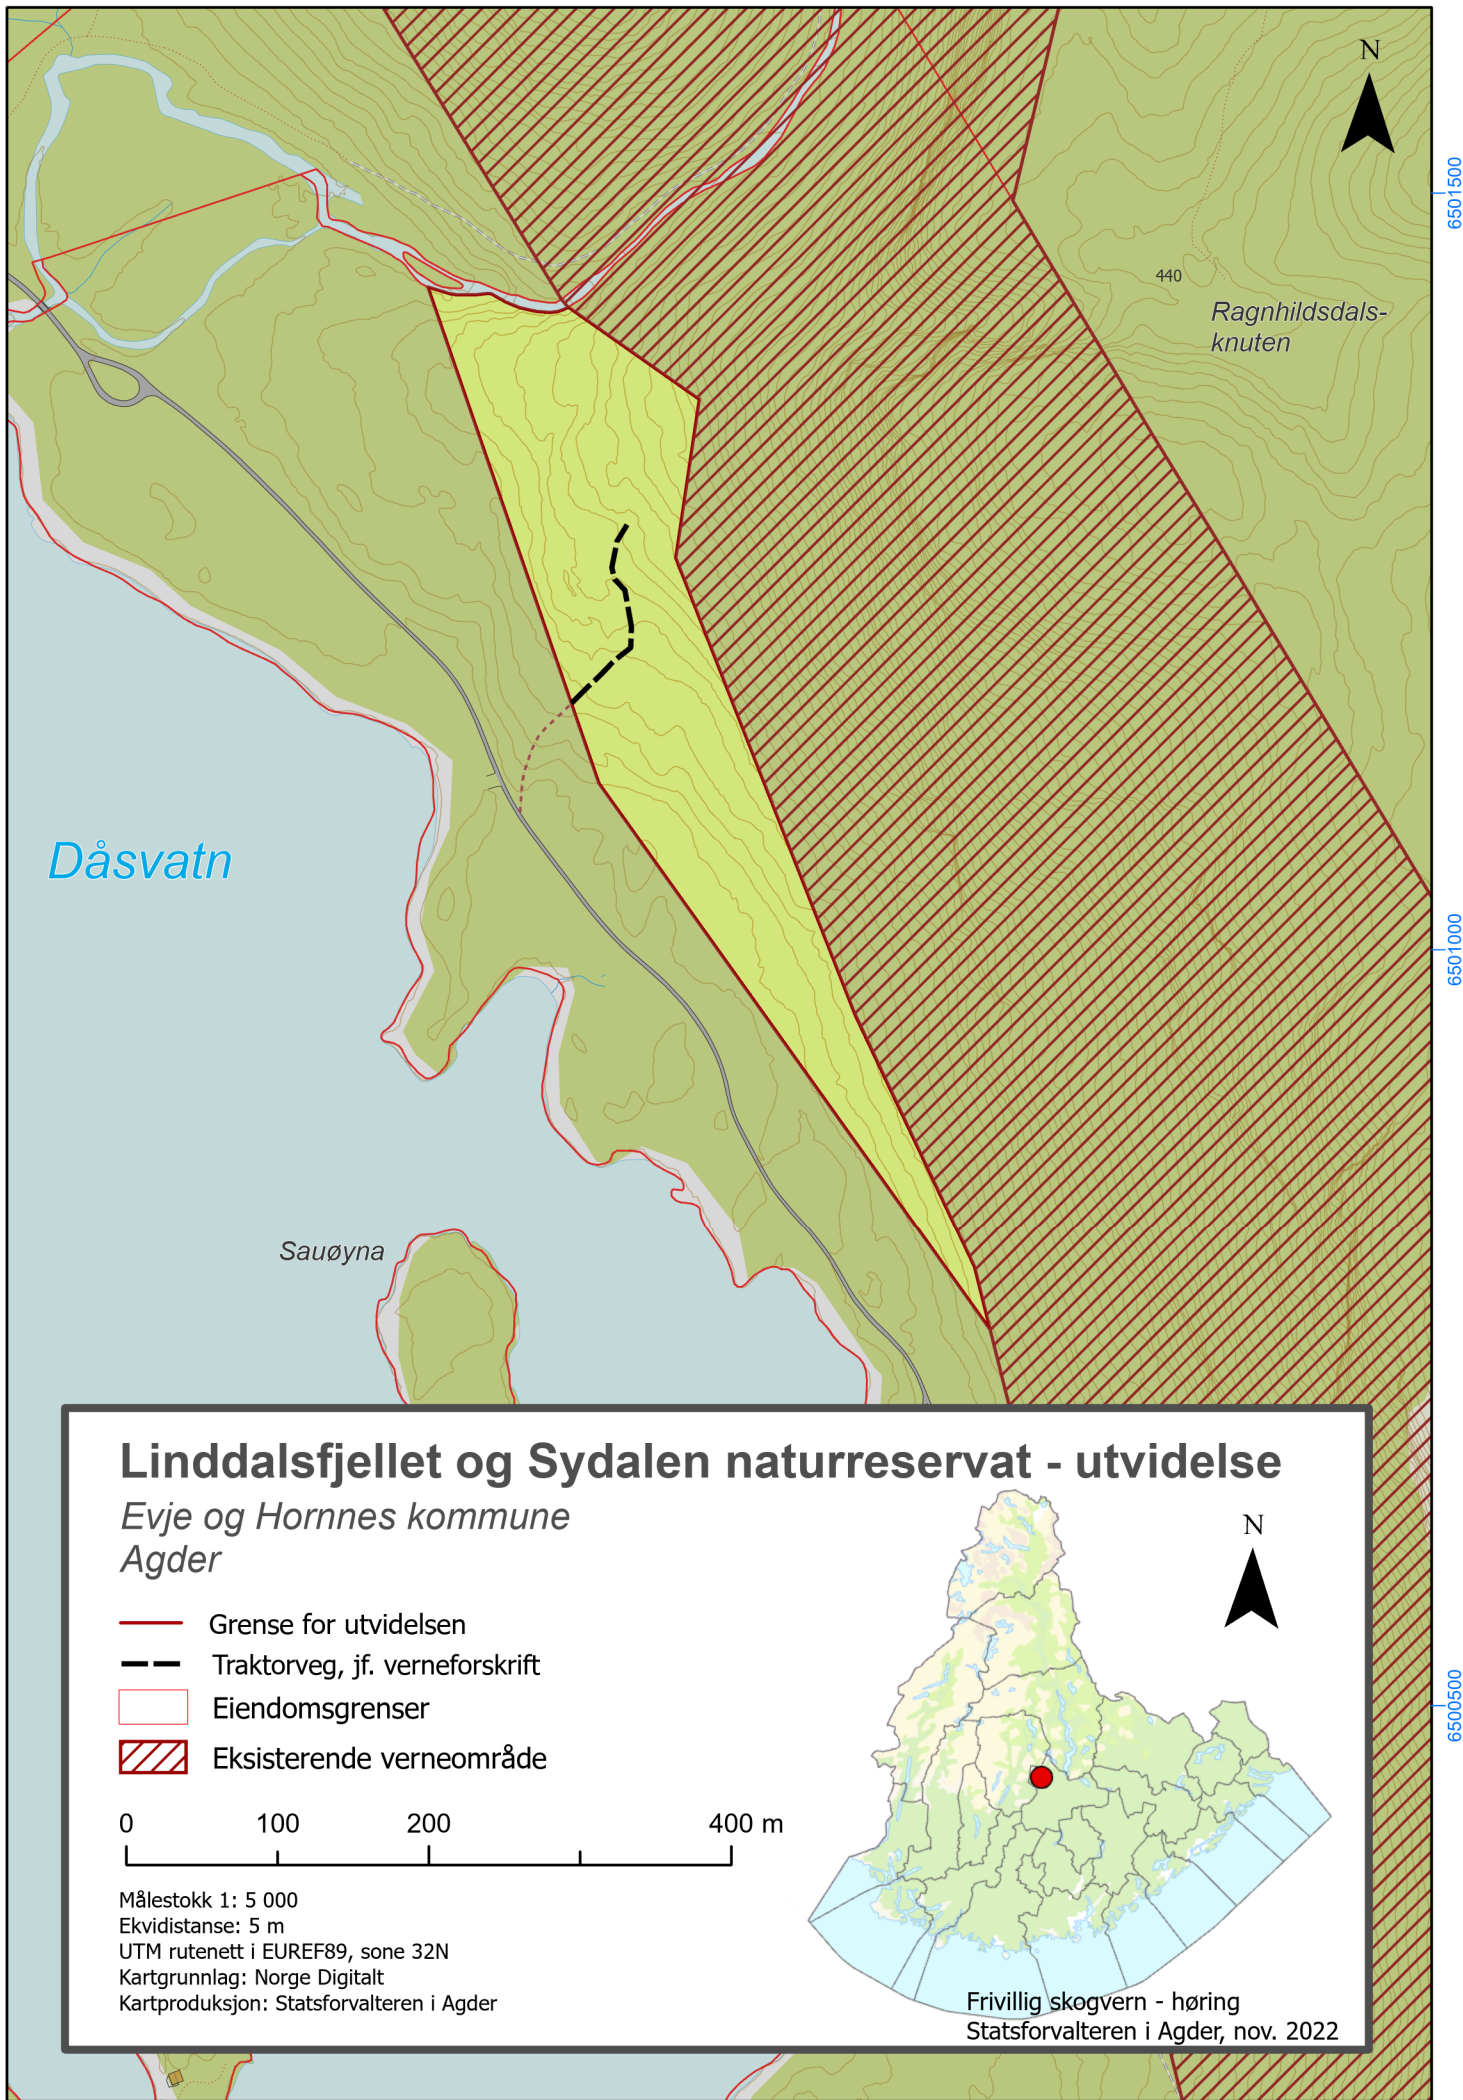 N
6501500
440
Ragnhildsdals-
knuten
Dåsvatn
6501000
Sauøyna
Linddalsfjellet og Sydalen naturreservat - utvidelse
Evje og Hornnes kommune
Agder
N
Grense for utvidelsen
Traktorveg, jf. verneforskrift
Eiendomsgrenser
Eksisterende verneområde
6500500
0 100 200 400 m
Målestokk 1: 5 000
Ekvidistanse: 5 m
UTM rutenett i EUREF89, sone 32N
Kartgrunnlag: Norge Digitalt
Kartproduksjon: Statsforvalteren i Agder
Frivillig skogvern - høring
Statsforvalteren i Agder, nov. 2022